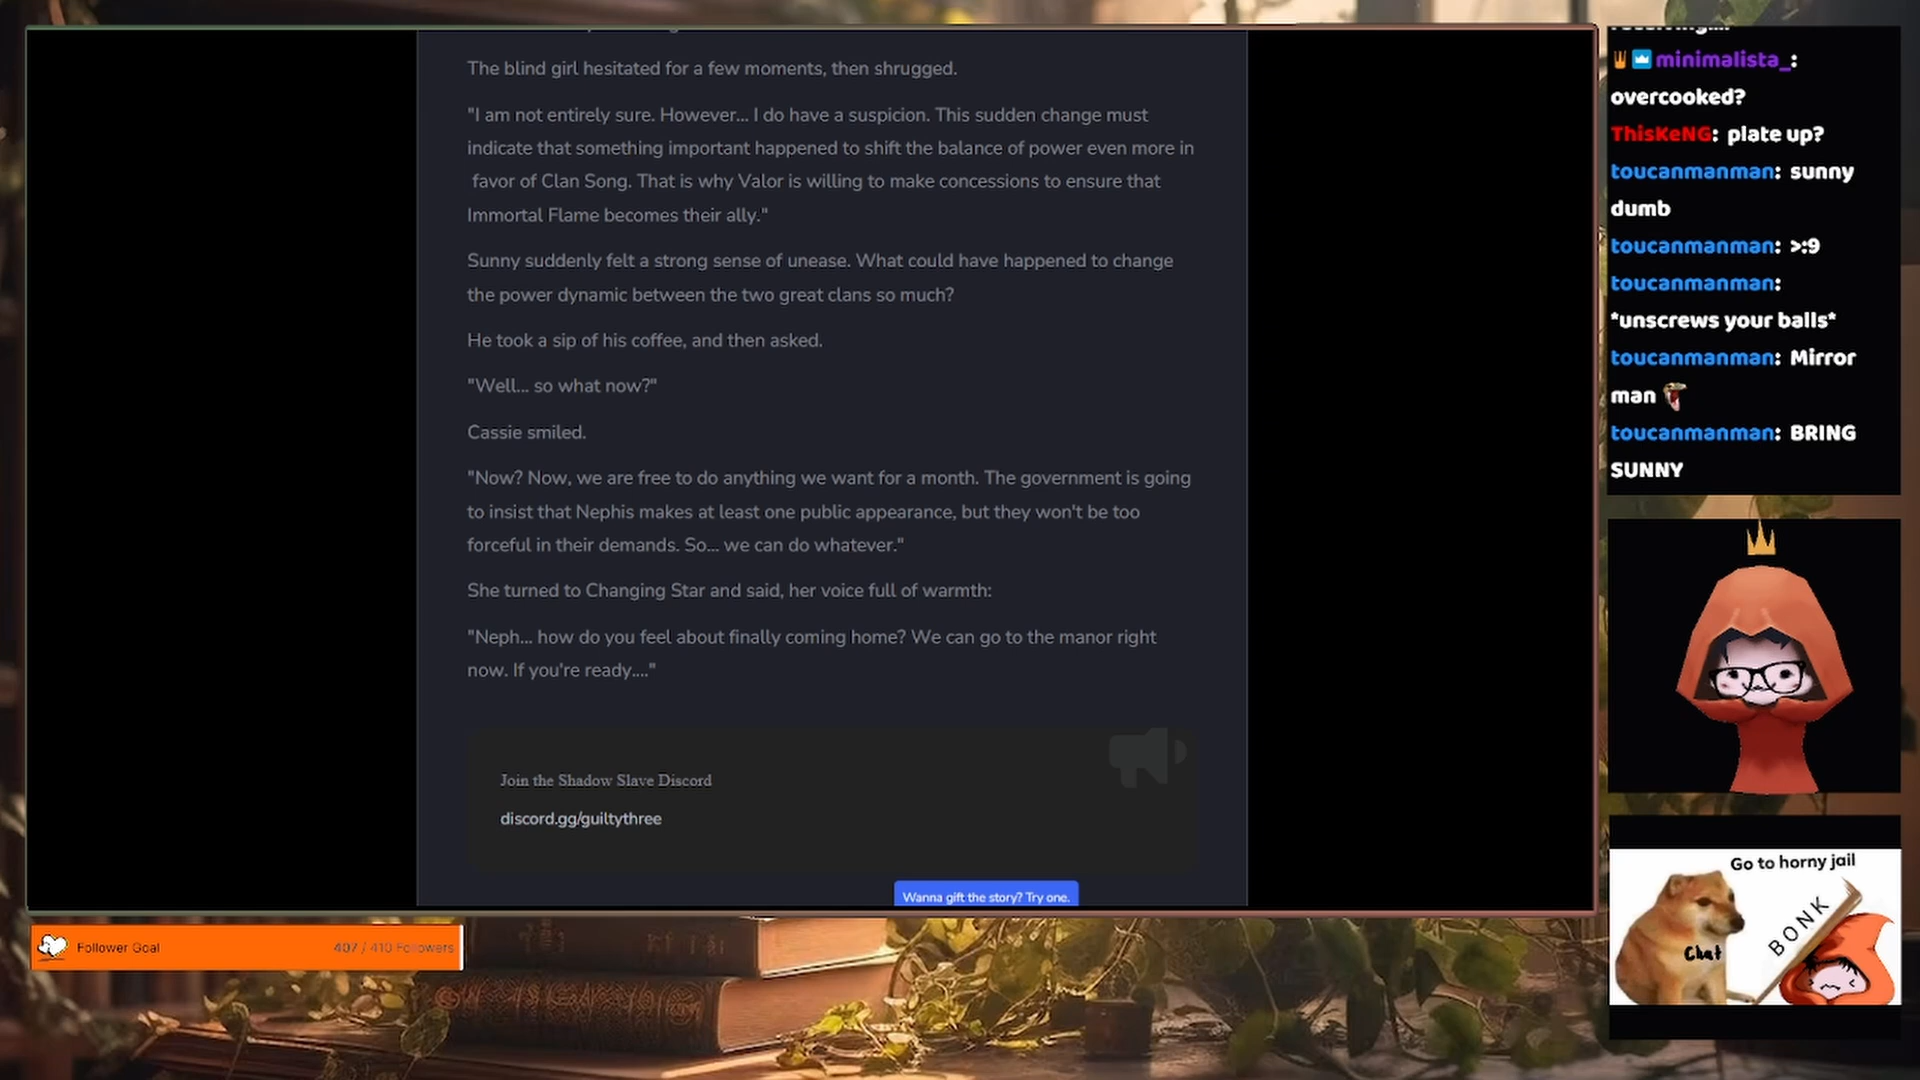 The blind girl hesitated for a few moments, then shrugged.
"I am not entirely sure. However... I do have a suspicion. This sudden change must
indicate that something important happened to shift the balance of power even more in
favor of Clan Song. That is why Valor is willing to make concessions to ensure that
Immortal Flame becomes their ally."
Sunny suddenly felt a strong sense of unease. What could have happened to change
the power dynamic between the two great clans so much?
He took a sip of his coffee, and then asked.
"Well... so what now?"
Cassie smiled.
"Now? Now, we are free to do anything we want for a month. The government is going
to insist that Nephis makes at least one public appearance, but they won't be too
forceful in their demands. So... we can do whatever."
She turned to Changing Star and said, her voice full of warmth:
"Neph... how do you feel about finally coming home? We can go to the manor right
now. If you're ready...."
Join the Shadow Slave Discord
discord.gg/guiltythree
Wanna gift the story? Try one.
Follower Goal
407 / 410 Followers
minimalista_:
overcooked?
ThisKeNG: plate up?
toucanmanman: sunny
dumb
toucanmanman: >:9
toucanmanman:
*unscrews your balls*
toucanmanman: Mirror
man
toucanmanman: BRING
SUNNY
Go to horny jail
BONK
Chat